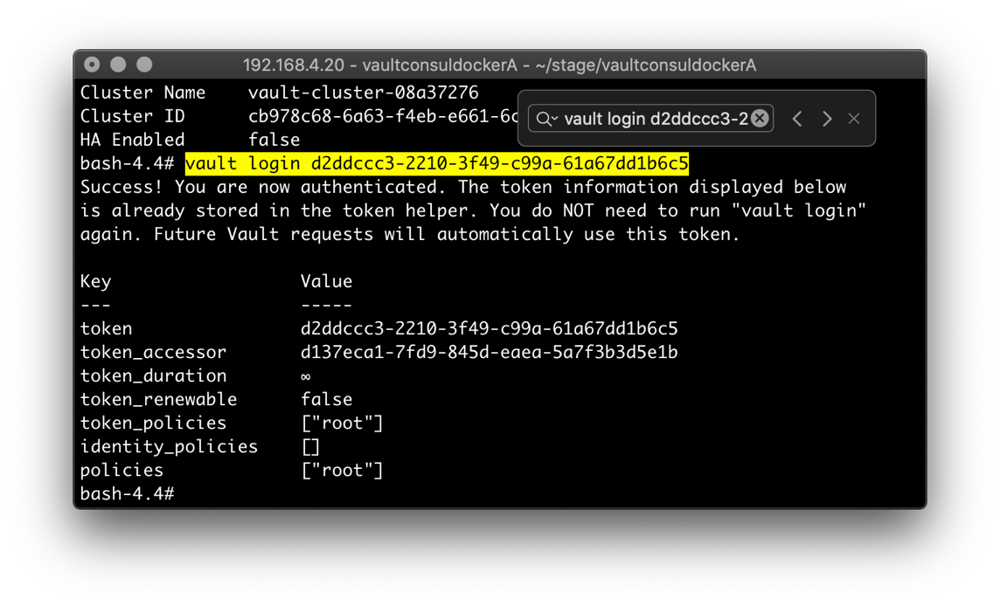 192.168.4.20 - vaultconsuldockerA - ~/stage/vaultconsuldockerA
Cluster Name    vault-cluster-08a37276
Cluster ID      cb978c68-6a63-f4eb-e661-6c
vault login d2ddccc3-2
HA Enabled      false
bash-4.4# vault login d2ddccc3-2210-3f49-c99a-61a67dd1b6c5
Success! You are now authenticated. The token information displayed below
is already stored in the token helper. You do NOT need to run "vault login"
again. Future Vault requests will automatically use this token.
Key                  Value
---                  -----
token                d2ddccc3-2210-3f49-c99a-61a67dd1b6c5
token_accessor       d137eca1-7fd9-845d-eaea-5a7f3b3d5e1b
token_duration       ∞
token_renewable      false
token_policies       ["root"]
identity_policies    []
policies             ["root"]
bash-4.4#